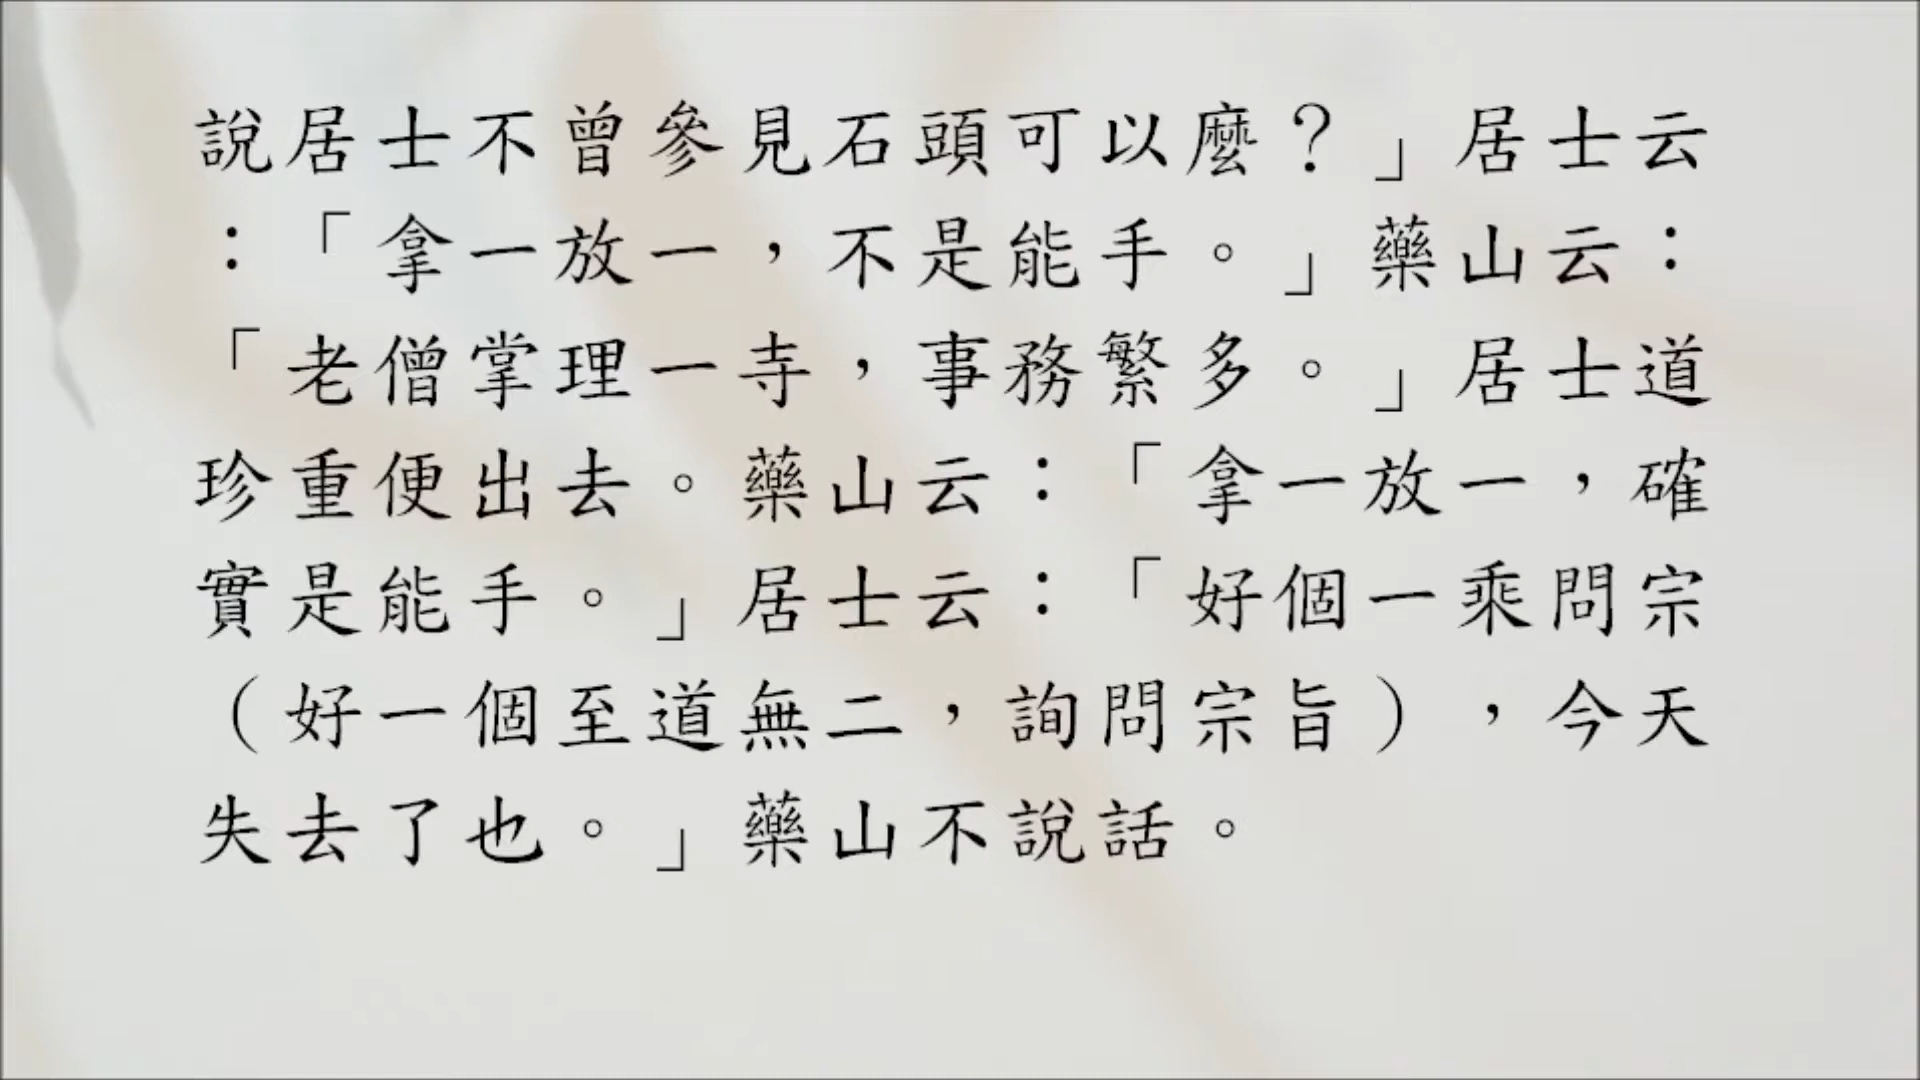 說居士不曾參見石頭可以麼？」居士云
：「拿一放一，不是能手。」藥山云：
「老僧掌理一寺，事務繁多。」居士道
珍重便出去。藥山云：「拿一放一，確
實是能手。」居士云：「好個一乘問宗
（好一個至道無二，詢問宗旨），今天
失去了也。」藥山不說話。